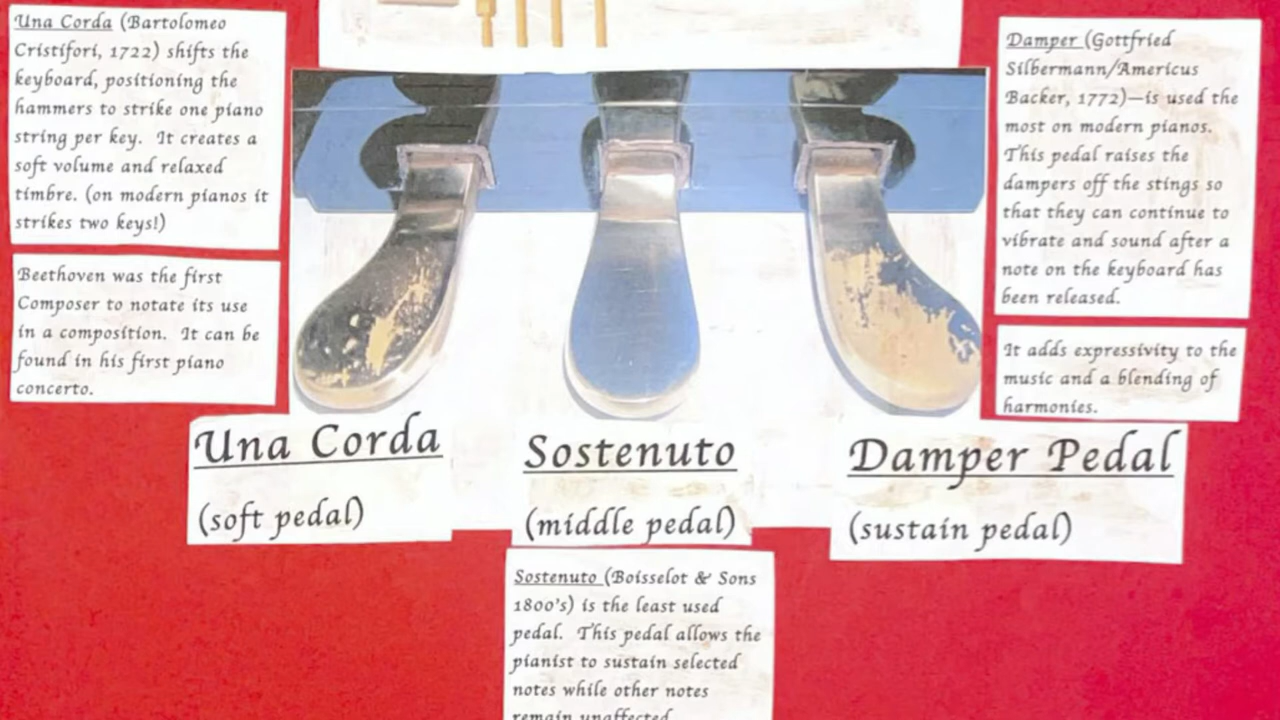 Una Corda (Bartolomeo
Cristifori, 1722) shifts the
keyboard, positioning the
hammers to strike one piano
string per key. It creates a
soft volume and relaxed
timbre. (on modern pianos it
strikes two keys!)
Beethoven was the first
Composer to notate its use
in a composition. It can be
found in his first piano
concerto.
Damper (Gottfried
Silbermann/Americus
Backer, 1772)—is used the
most on modern pianos.
This pedal raises the
dampers off the stings so
that they can continue to
vibrate and sound after a
note on the keyboard has
been released.
It adds expressivity to the
music and a blending of
harmonies.
Una Corda
(soft pedal)
Sostenuto
(middle pedal)
Damper Pedal
(sustain pedal)
Sostenuto (Boisselot & Sons
1800's) is the least used
pedal. This pedal allows the
pianist to sustain selected
notes while other notes
remain unaffected